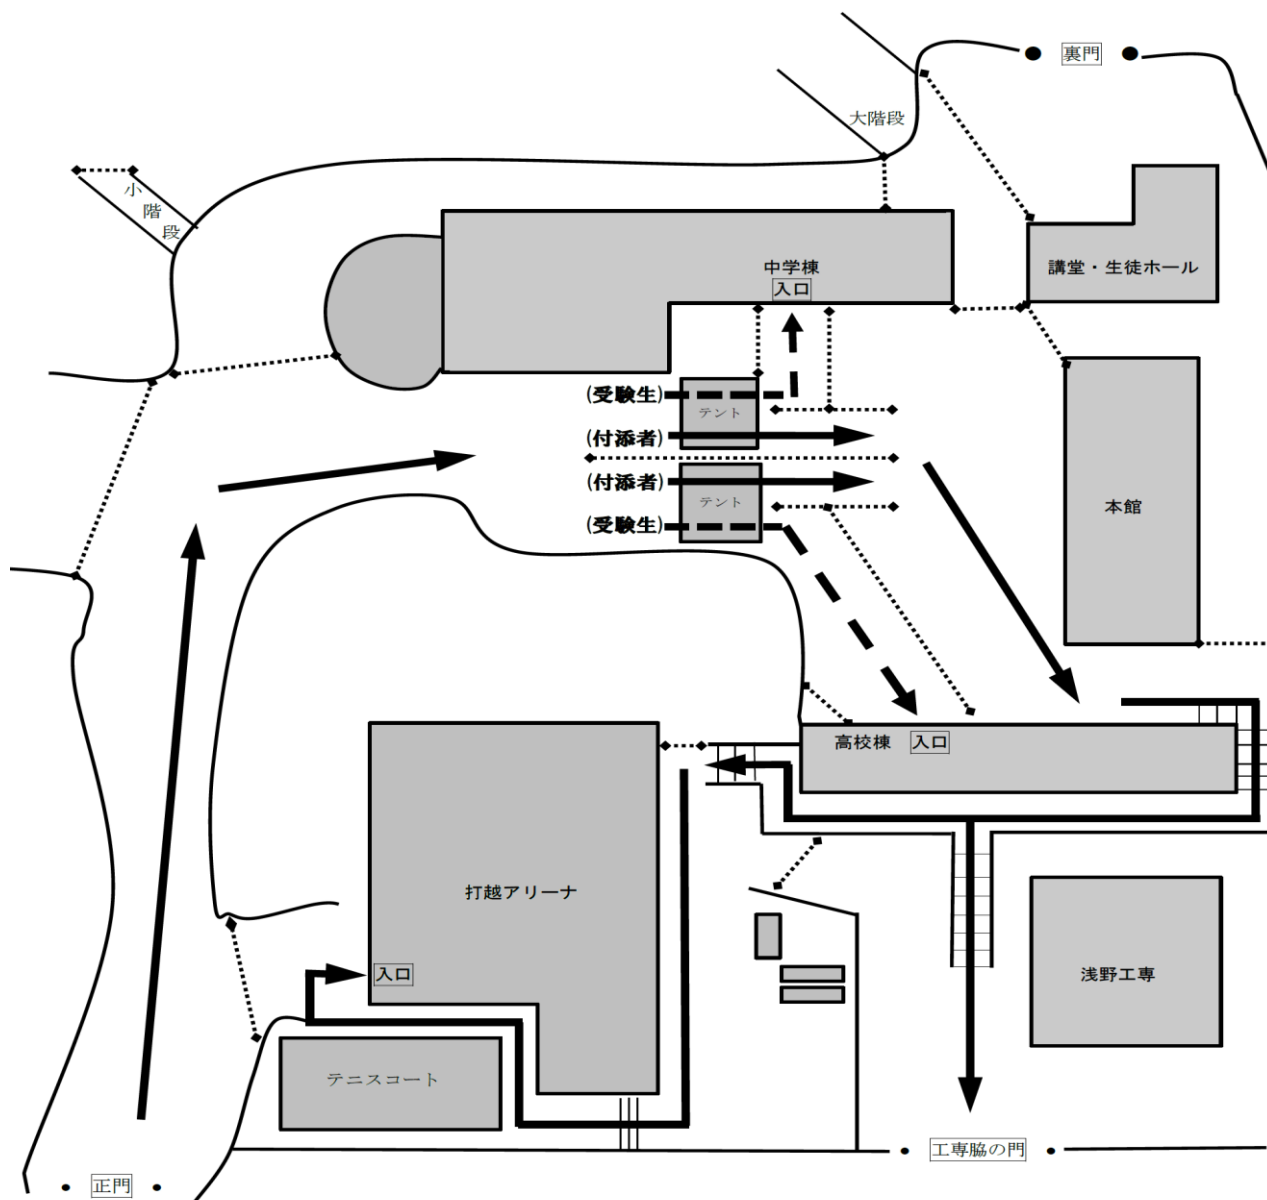 裏門
大階段
小階段
中学棟
入口
講堂・生徒ホール
(受験生)
テント
(付添者)
(付添者)
テント
(受験生)
本館
高校棟 入口
打越アリーナ
入口
浅野工専
テニスコート
工専脇の門
正門